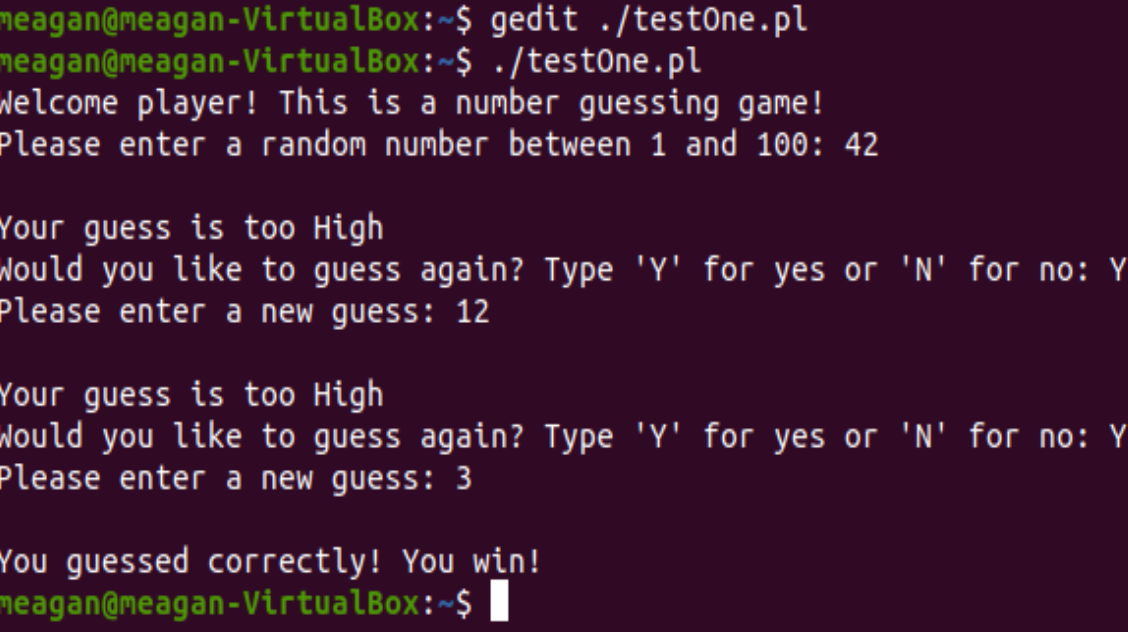 meagan@meagan-VirtualBox:~$ gedit ./testOne.pl
meagan@meagan-VirtualBox:~$ ./testOne.pl
Welcome player! This is a number guessing game!
Please enter a random number between 1 and 100: 42
Your guess is too High
Would you like to guess again? Type 'Y' for yes or 'N' for no: Y
Please enter a new guess: 12
Your guess is too High
Would you like to guess again? Type 'Y' for yes or 'N' for no: Y
Please enter a new guess: 3
You guessed correctly! You win!
meagan@meagan-VirtualBox:~$